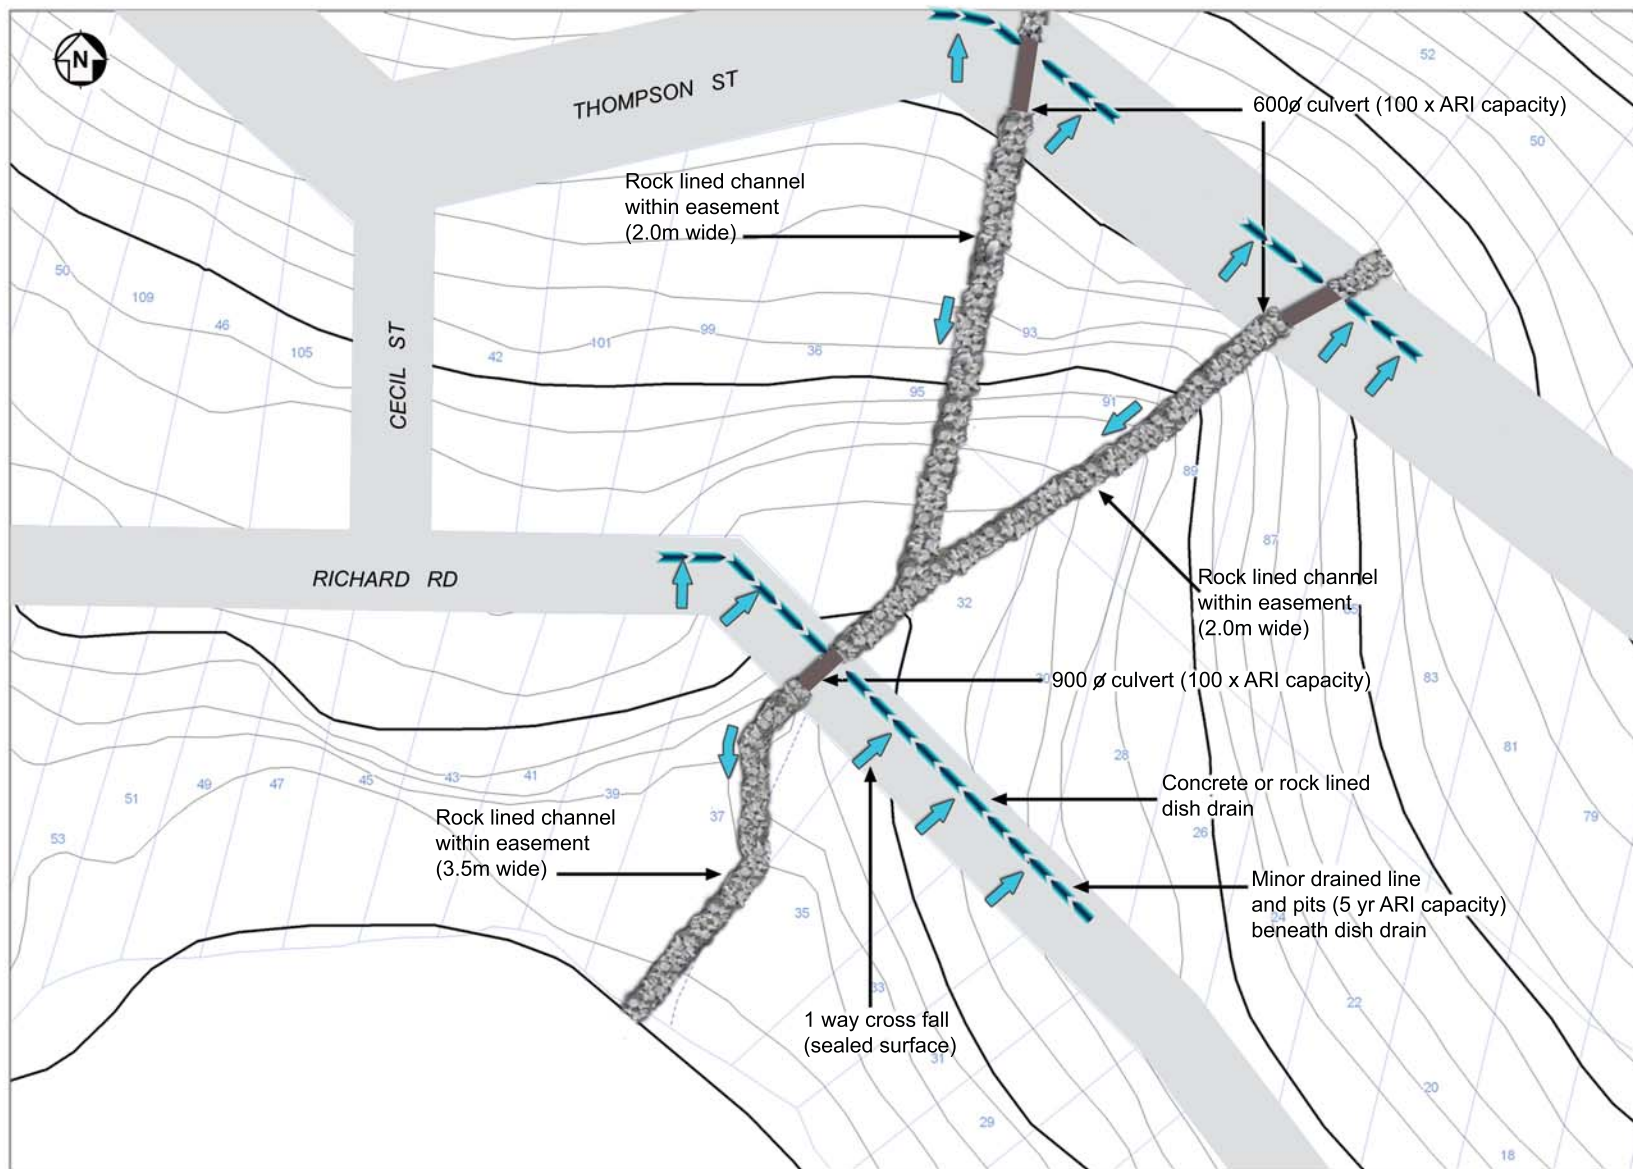 N
52
THOMPSON ST
600ø culvert (100 x ARI capacity)
50
Rock lined channel
within easement
(2.0m wide)
50
109
46
105
CECIL ST
42
101
99
36
93
95
91
89
87
RICHARD RD
32
Rock lined channel
within easement
(2.0m wide)
85
30
900 ø culvert (100 x ARI capacity)
83
81
28
79
53
51
49
47
45
43
41
39
37
Rock lined channel
within easement
(3.5m wide)
Concrete or rock lined
dish drain
26
Minor drained line
and pits (5 yr ARI capacity)
beneath dish drain
24
35
33
1 way cross fall
(sealed surface)
31
22
20
29
18